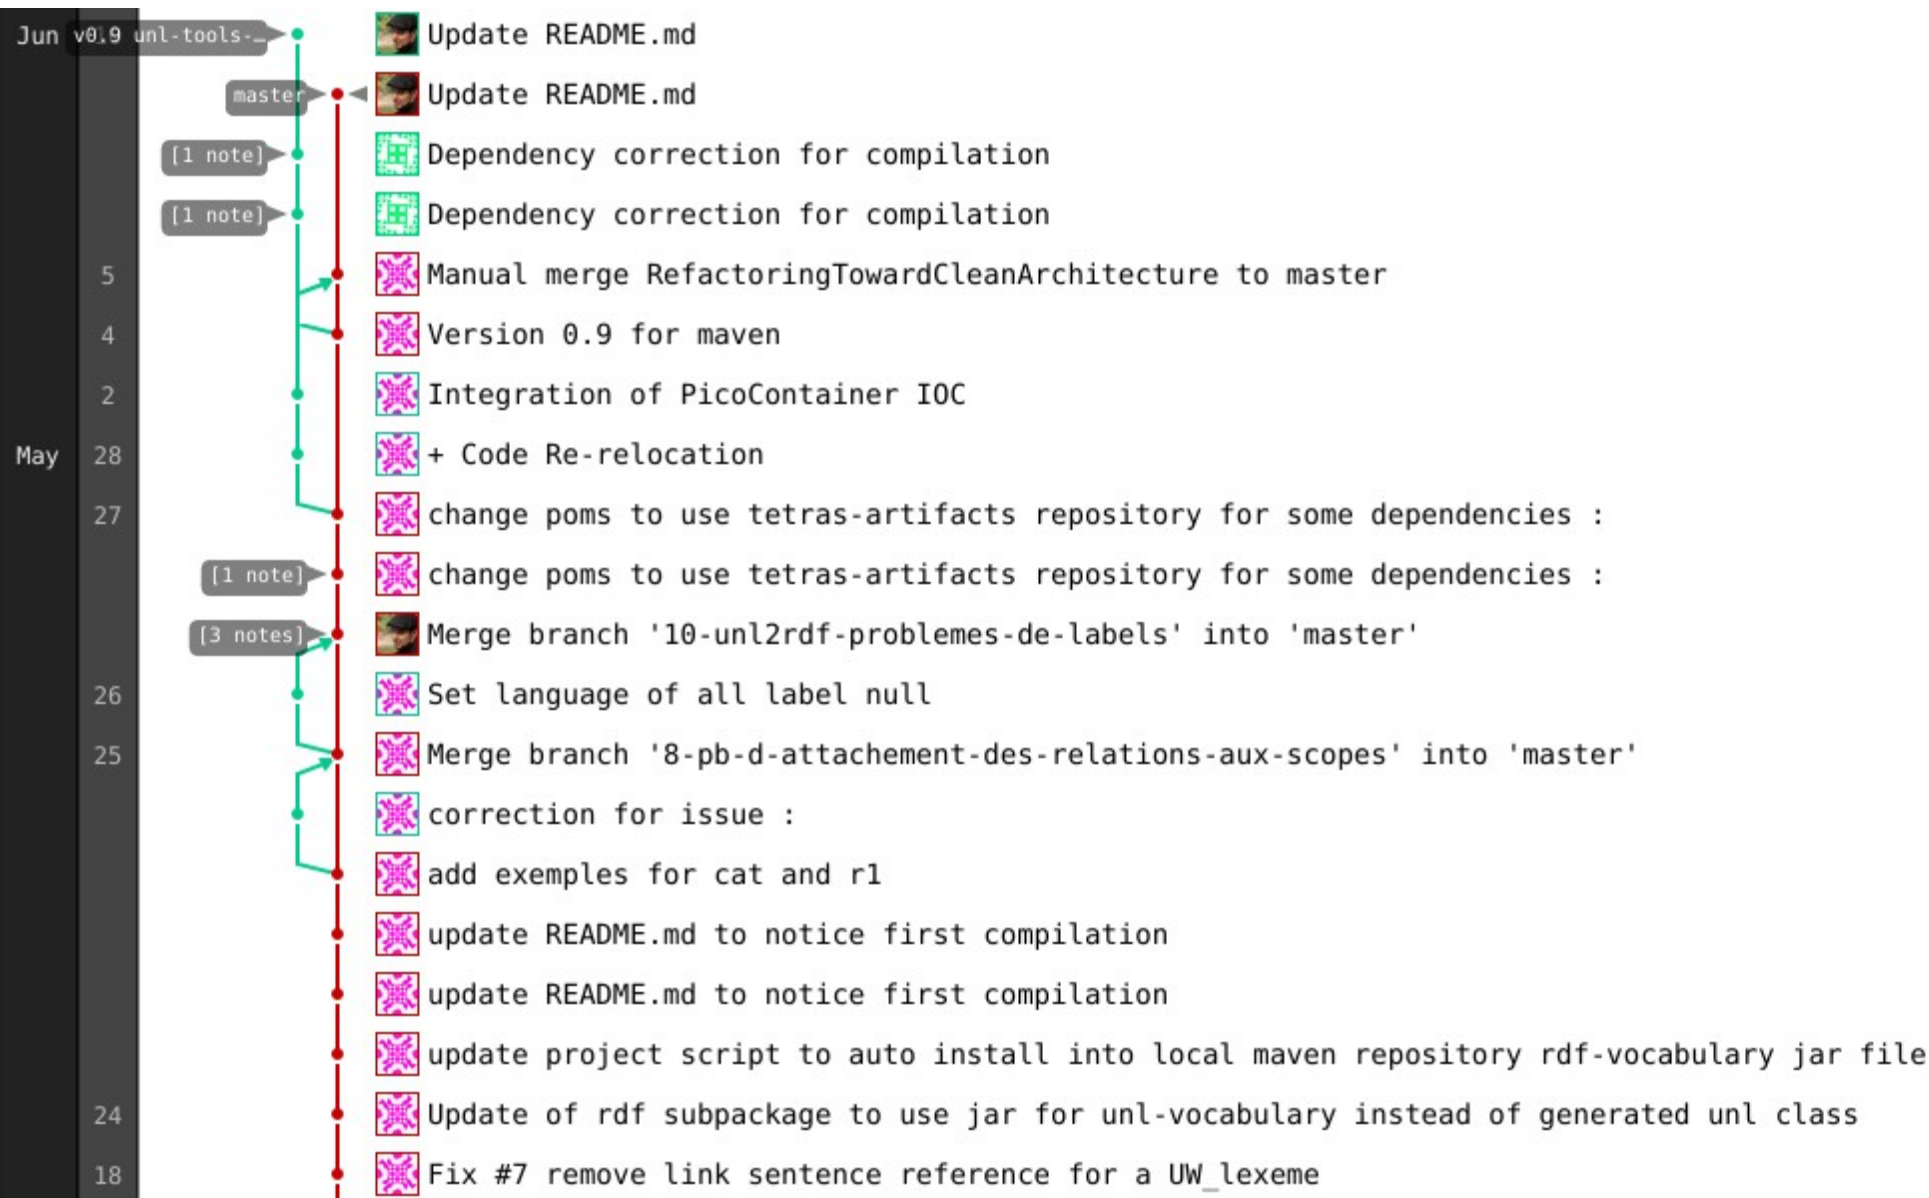 Jun v0.9 unl-tools-… Update README.md
master Update README.md
[1 note] Dependency correction for compilation
[1 note] Dependency correction for compilation
5 Manual merge RefactoringTowardCleanArchitecture to master
4 Version 0.9 for maven
2 Integration of PicoContainer IOC
May 28 + Code Re-relocation
27 change poms to use tetras-artifacts repository for some dependencies :
[1 note] change poms to use tetras-artifacts repository for some dependencies :
[3 notes] Merge branch '10-unl2rdf-problemes-de-labels' into 'master'
26 Set language of all label null
25 Merge branch '8-pb-d-attachement-des-relations-aux-scopes' into 'master'
correction for issue :
add exemples for cat and r1
update README.md to notice first compilation
update README.md to notice first compilation
update project script to auto install into local maven repository rdf-vocabulary jar file
24 Update of rdf subpackage to use jar for unl-vocabulary instead of generated unl class
18 Fix #7 remove link sentence reference for a UW_lexeme